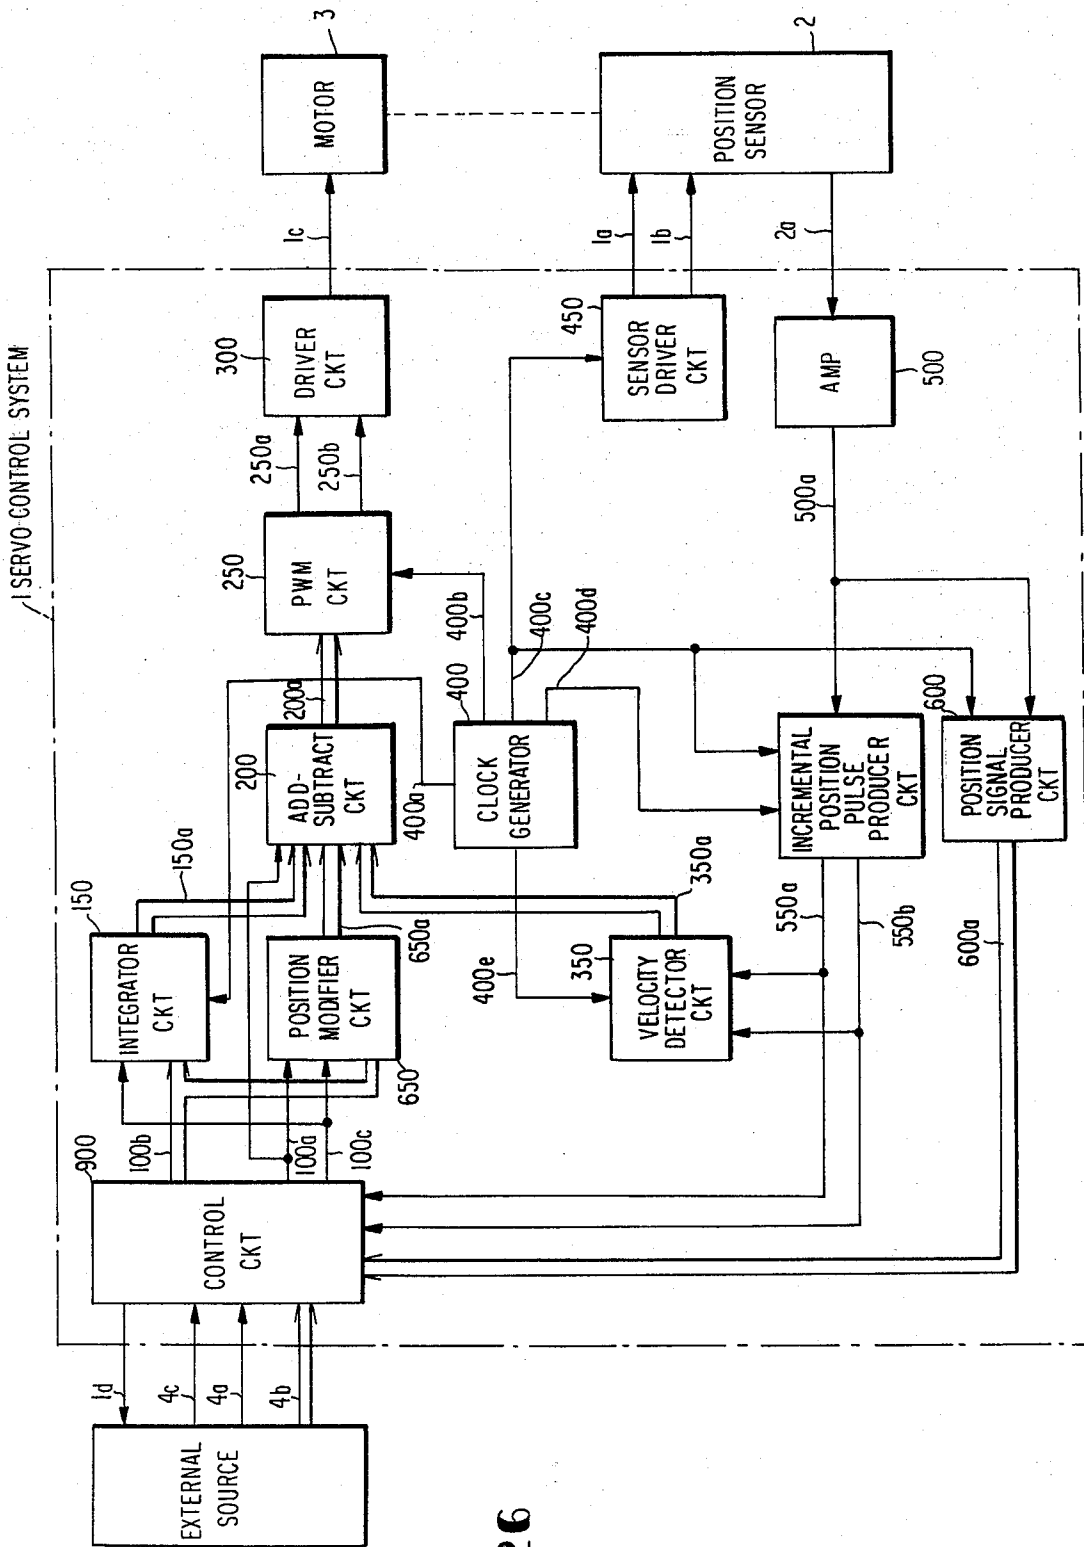 1 SERVO CONTROL SYSTEM
EXTERNAL
SOURCE
1d
4c
4a
4b
900
CONTROL
CKT
100b
100a
100c
150
INTEGRATOR
CKT
150a
POSITION
MODIFIER
CKT
650
650a
200
ADD-
SUBTRACT
CKT
200a
250
PWM
CKT
250a
250b
300
DRIVER
CKT
1c
MOTOR
3
400
CLOCK
GENERATOR
400a
400b
400c
400d
400e
350
VELOCITY
DETECTOR
CKT
350a
450
SENSOR
DRIVER
CKT
1a
1b
POSITION
SENSOR
2
2a
AMP
500
500a
INCREMENTAL
POSITION
PULSE
PRODUCER
CKT
550a
550b
600
POSITION
SIGNAL
PRODUCER
CKT
600a
26